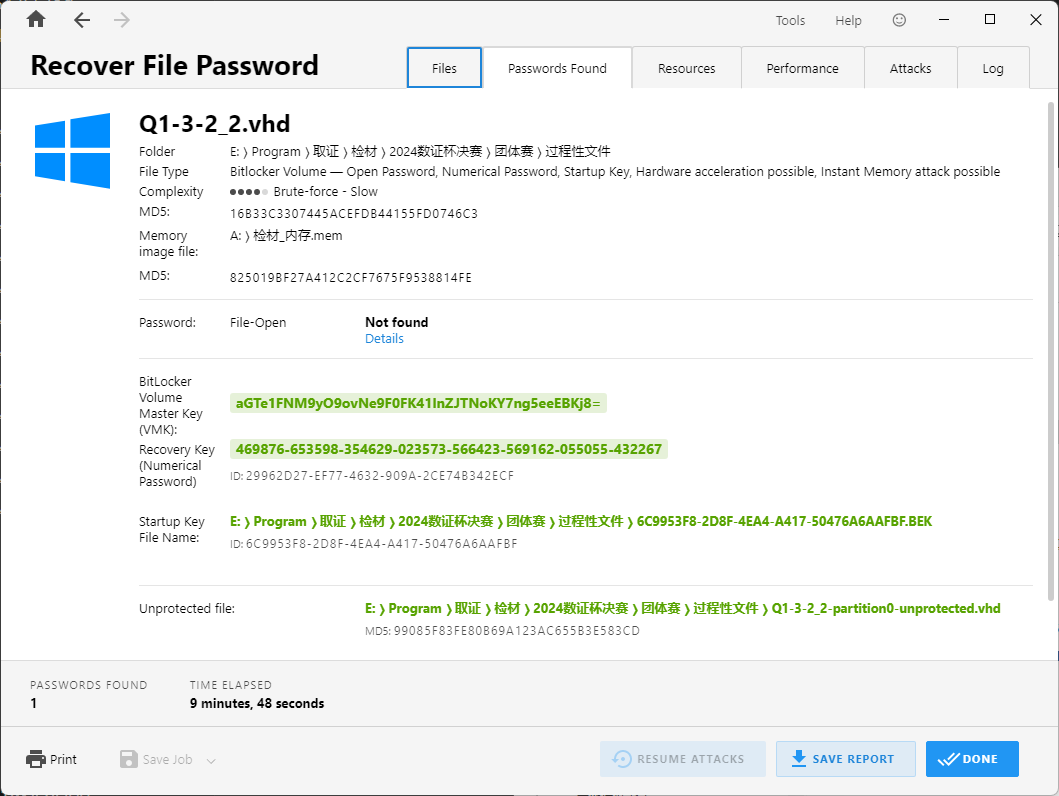 Tools Help
Recover File Password
Files Passwords Found Resources Performance Attacks Log
Q1-3-2_2.vhd
Folder E: ❭ Program ❭ 取证 ❭ 检材 ❭ 2024数证杯决赛 ❭ 团体赛 ❭ 过程性文件
File Type Bitlocker Volume — Open Password, Numerical Password, Startup Key, Hardware acceleration possible, Instant Memory attack possible
Complexity Brute-force - Slow
MD5: 16B33C3307445ACEFDB44155FD0746C3
Memory image file: A: ❭ 检材_内存.mem
MD5: 825019BF27A412C2CF7675F9538814FE
Password: File-Open Not found
Details
BitLocker
Volume
Master Key
(VMK):
aGTe1FNM9yO9ovNe9F0FK41lnZJTNoKY7ng5eeEBKj8=
Recovery Key
(Numerical
Password)
469876-653598-354629-023573-566423-569162-055055-432267
ID: 29962D27-EF77-4632-909A-2CE74B342ECF
Startup Key
File Name:
E: ❭ Program ❭ 取证 ❭ 检材 ❭ 2024数证杯决赛 ❭ 团体赛 ❭ 过程性文件 ❭ 6C9953F8-2D8F-4EA4-A417-50476A6AAFBF.BEK
ID: 6C9953F8-2D8F-4EA4-A417-50476A6AAFBF
Unprotected file: E: ❭ Program ❭ 取证 ❭ 检材 ❭ 2024数证杯决赛 ❭ 团体赛 ❭ 过程性文件 ❭ Q1-3-2_2-partition0-unprotected.vhd
MD5: 99085F83FE80B69A123AC655B3E583CD
PASSWORDS FOUND TIME ELAPSED
1 9 minutes, 48 seconds
Print Save Job RESUME ATTACKS SAVE REPORT DONE